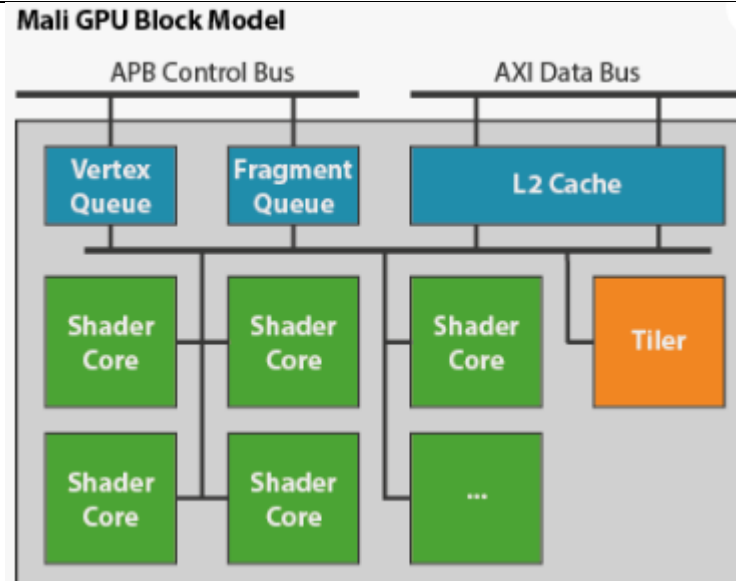 Mali GPU Block Model
APB Control Bus
AXI Data Bus
Vertex
Queue
Fragment
Queue
L2 Cache
Shader
Core
Shader
Core
Shader
Core
Tiler
Shader
Core
Shader
Core
...